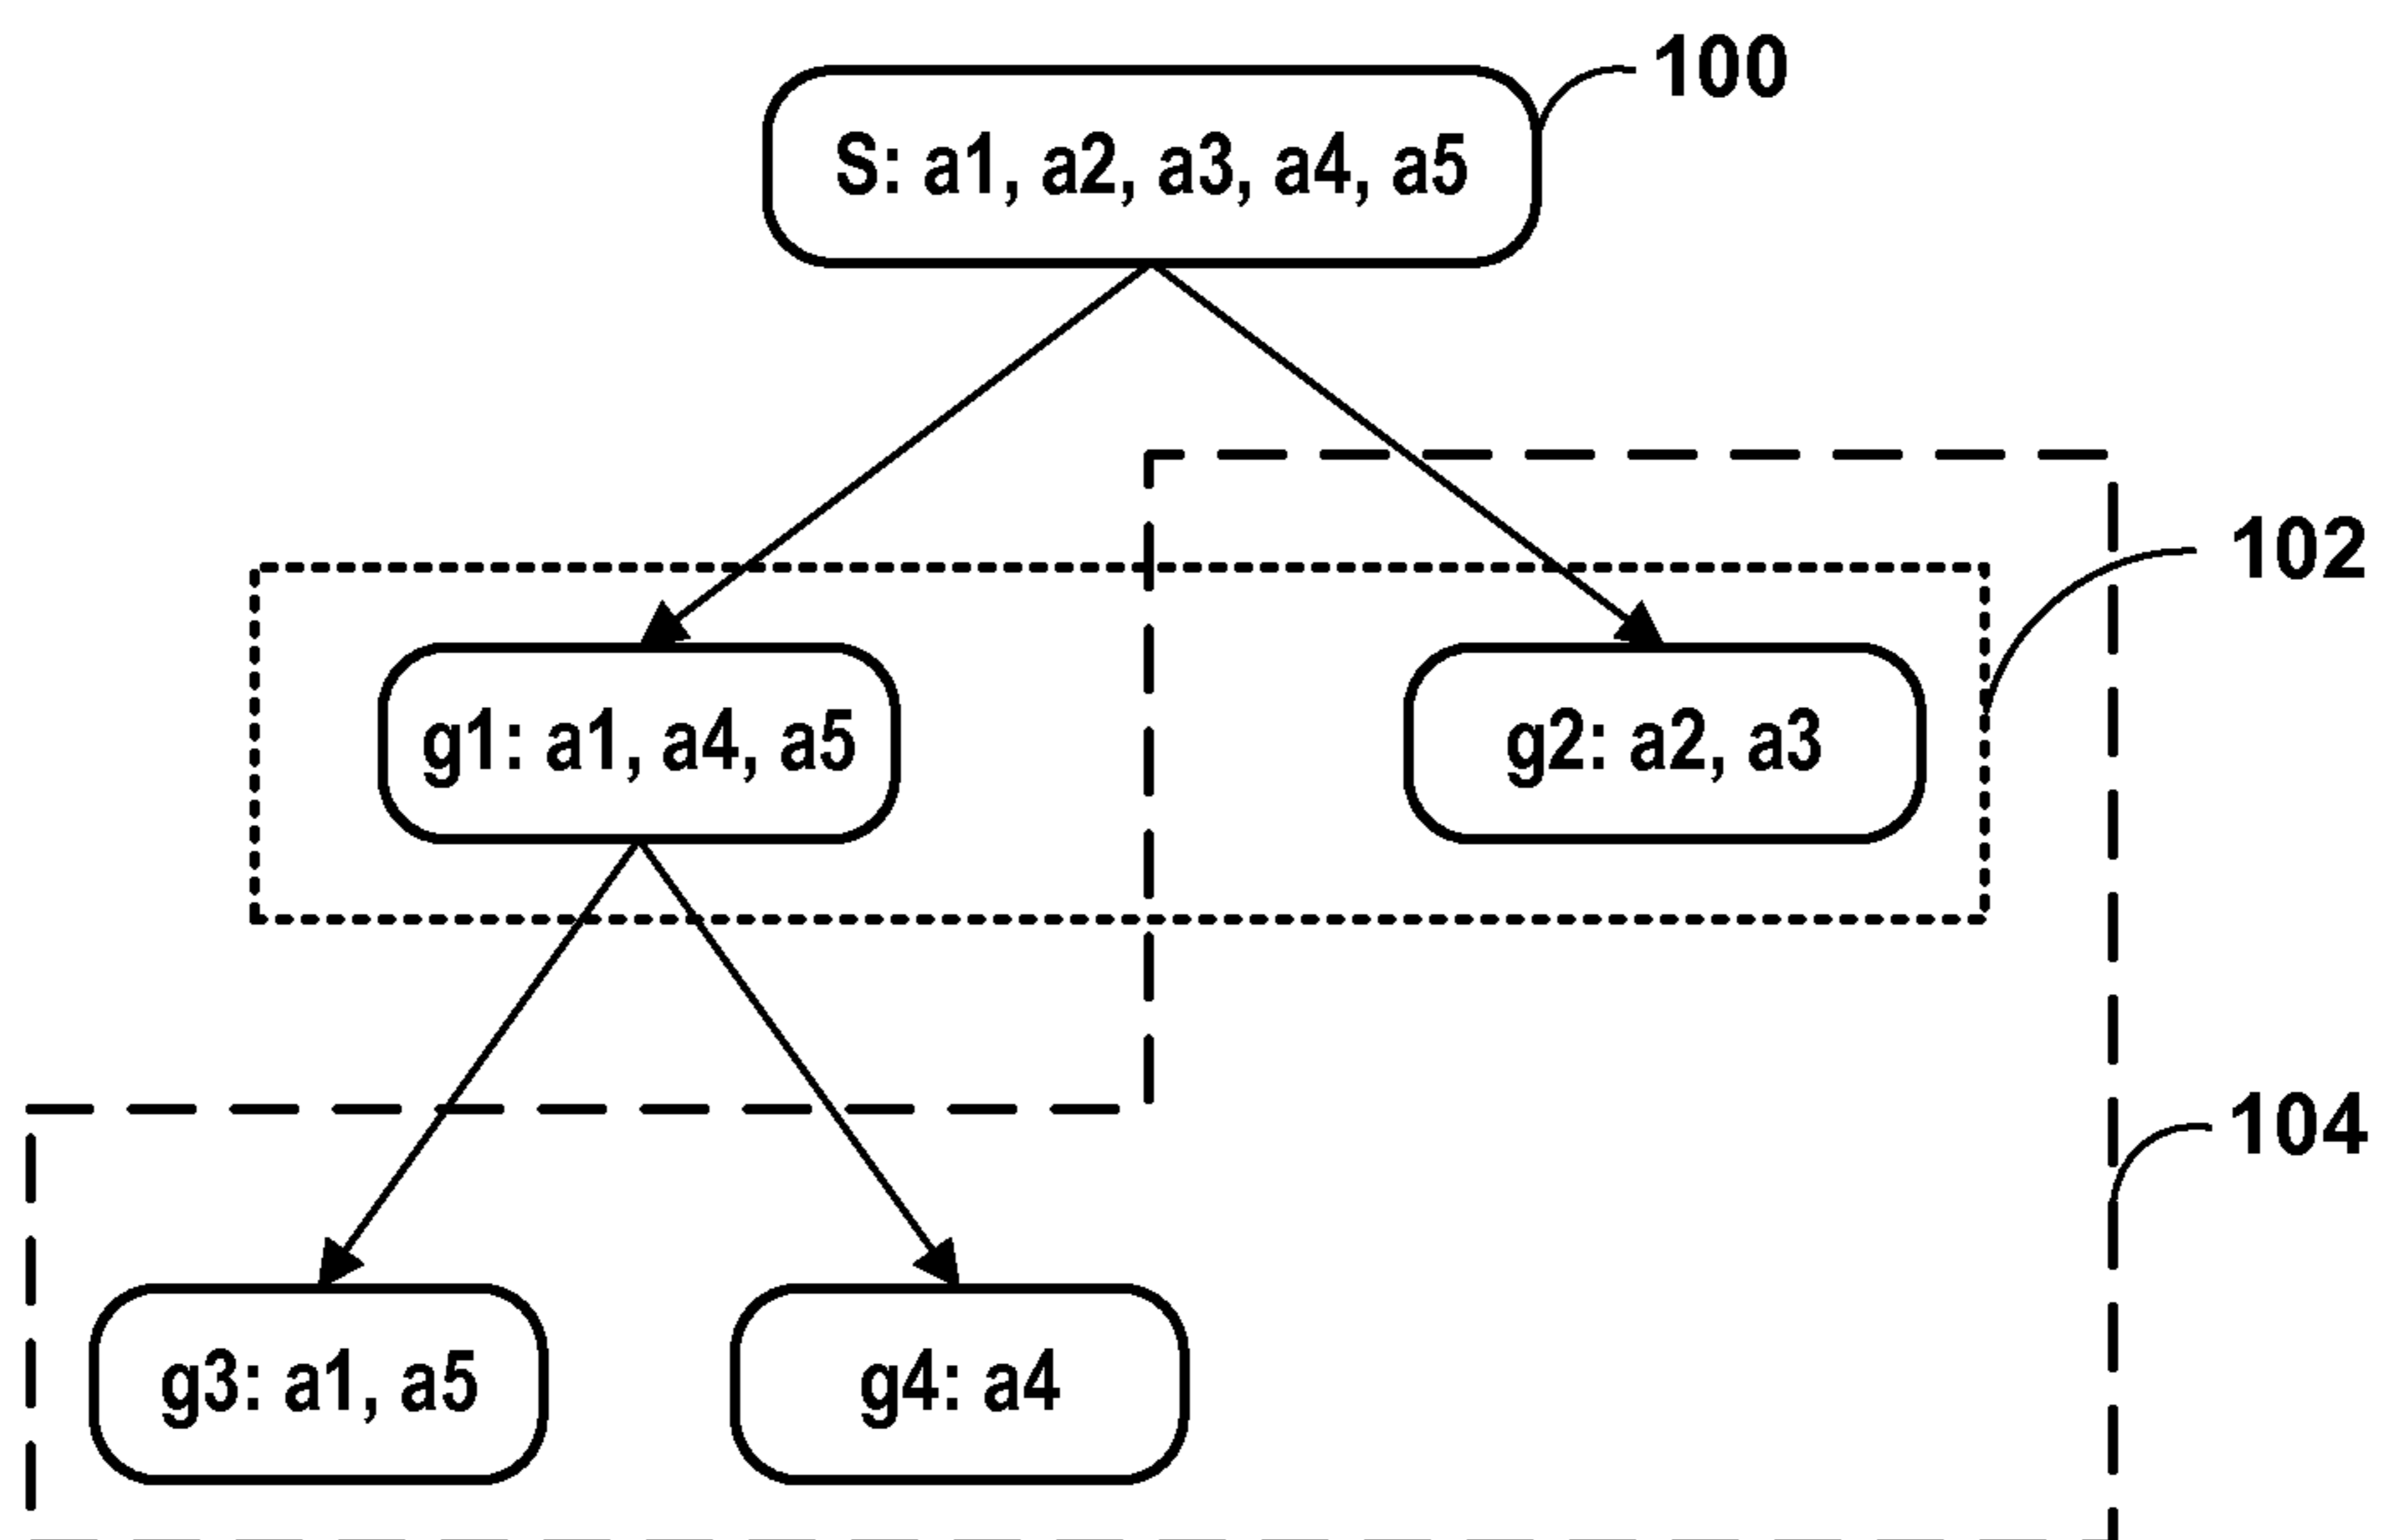 100
S: a1, a2, a3, a4, a5
102
g1: a1, a4, a5
g2: a2, a3
104
g3: a1, a5
g4: a4